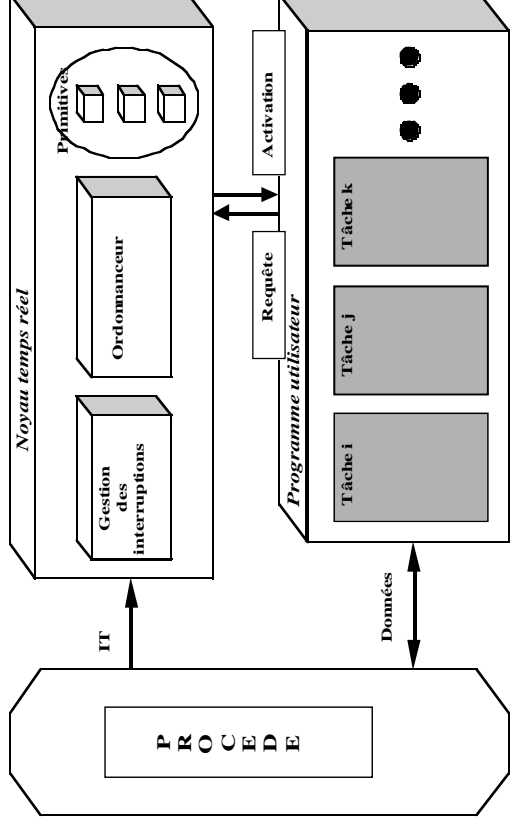 Noyau temps réel
Gestion
des
interruptions
Ordonnanceur
Primitives
IT
Requête
Activation
Programme utilisateur
Tâche i
Tâche j
Tâche k
Données
P
R
O
C
E
D
E